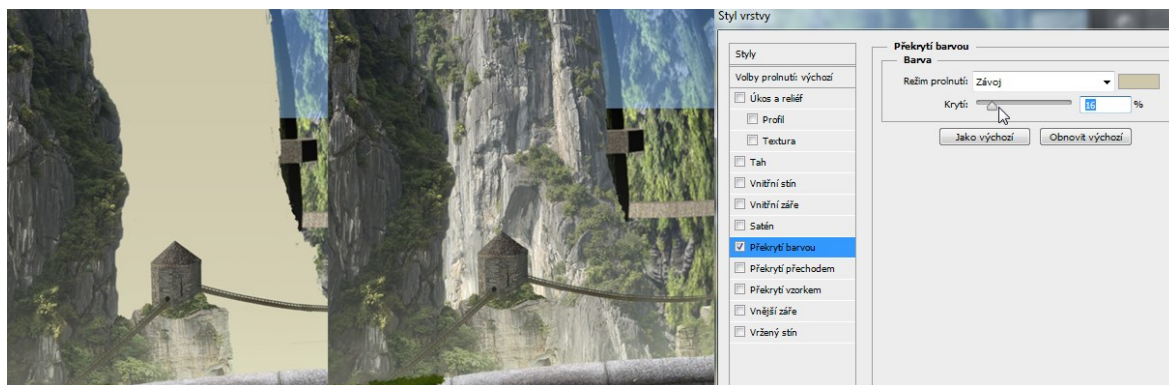 Styl vrstvy
Styly
Volby prolnutí: výchozí
Úkos a reliéf
Profil
Textura
Tah
Vnitřní stín
Vnitřní záře
Satén
Překrytí barvou
Překrytí přechodem
Překrytí vzorkem
Vnější záře
Vržený stín
Překrytí barvou
Barva
Režim prolnutí: Závoj
Krytí: 16 %
Jako výchozí Obnovit výchozí